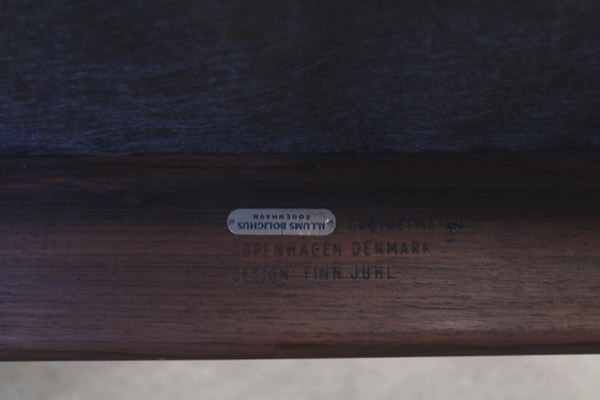 ILLUMS BOLIGHUS
KØBENHAVN
COPENHAGEN DENMARK
DESIGN: FINN JUHL